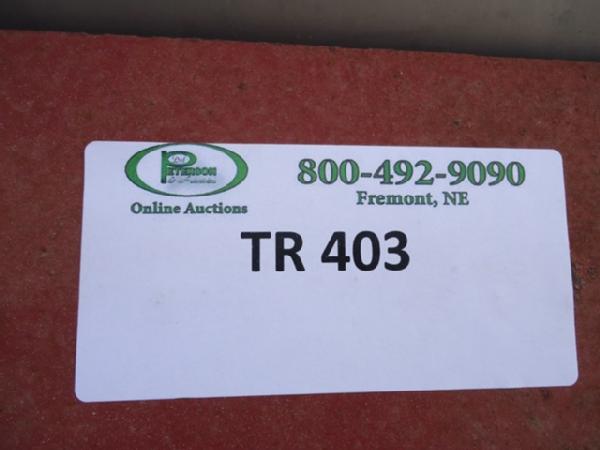 PETERSON
800-492-9090
Online Auctions
Fremont, NE
TR 403